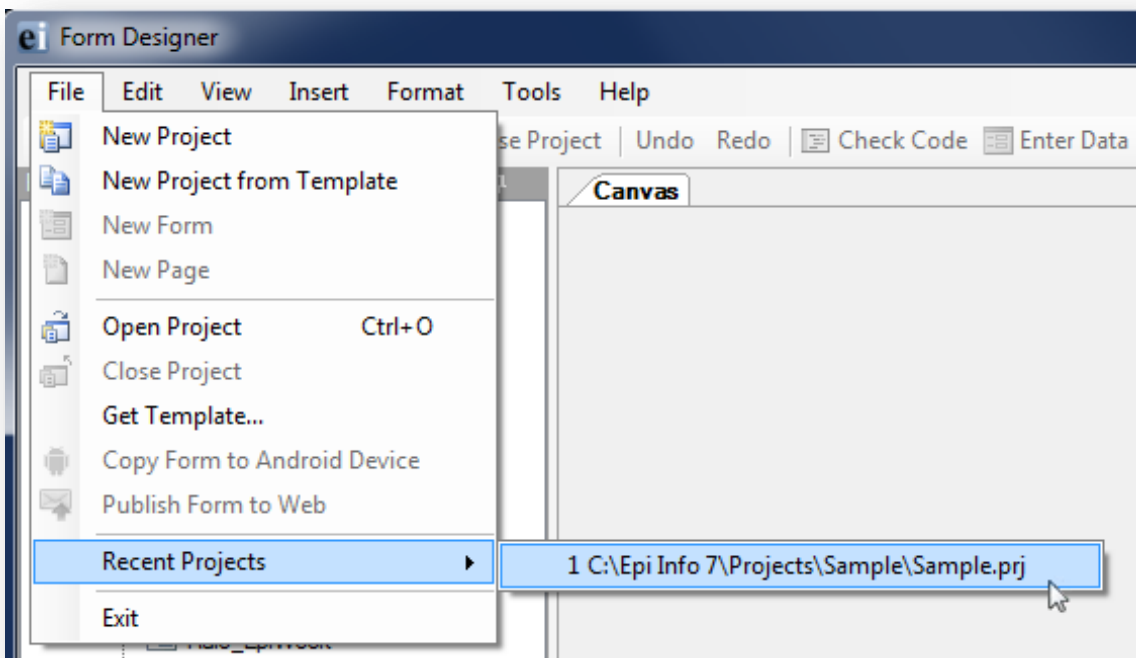 ei Form Designer
File Edit View Insert Format Tools Help
New Project
Project Undo Redo Check Code Enter Data
New Project from Template
Canvas
New Form
New Page
Open Project Ctrl+O
Close Project
Get Template...
Copy Form to Android Device
Publish Form to Web
Recent Projects
1 C:\Epi Info 7\Projects\Sample\Sample.prj
Exit